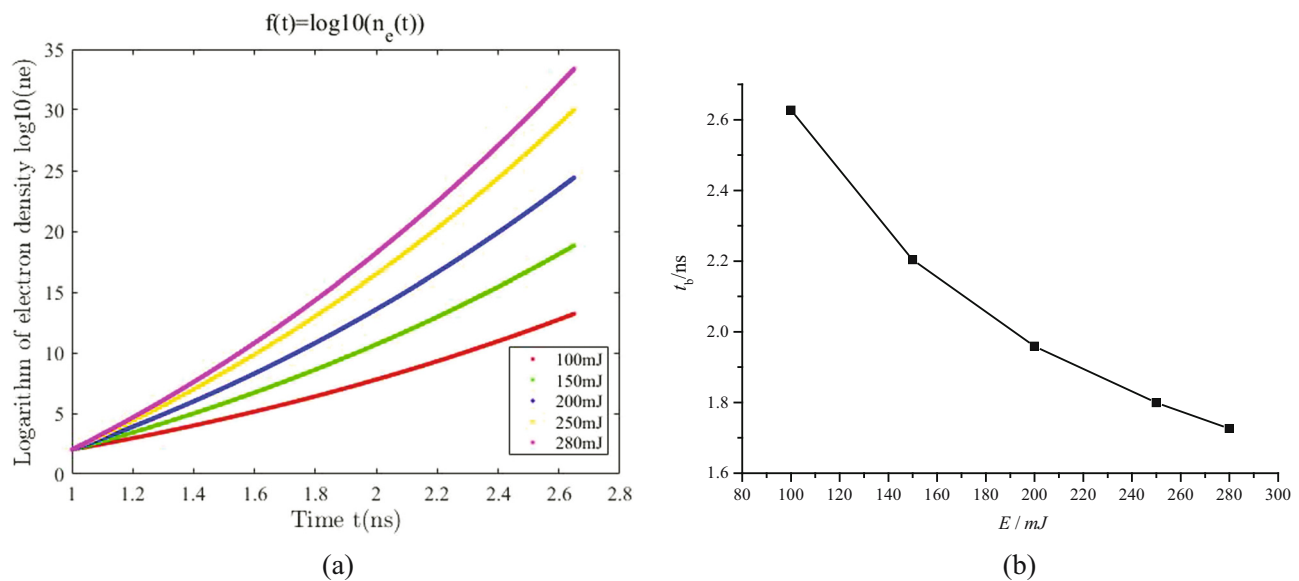 f(t)=log10(n_e(t))
Logarithm of electron density log10(ne)
35
30
25
20
15
10
5
0
100mJ
150mJ
200mJ
250mJ
280mJ
1 1.2 1.4 1.6 1.8 2 2.2 2.4 2.6 2.8
Time t(ns)
(a)
t_b/ns
2.6
2.4
2.2
2.0
1.8
1.6
80 100 120 140 160 180 200 220 240 260 280 300
E / mJ
(b)